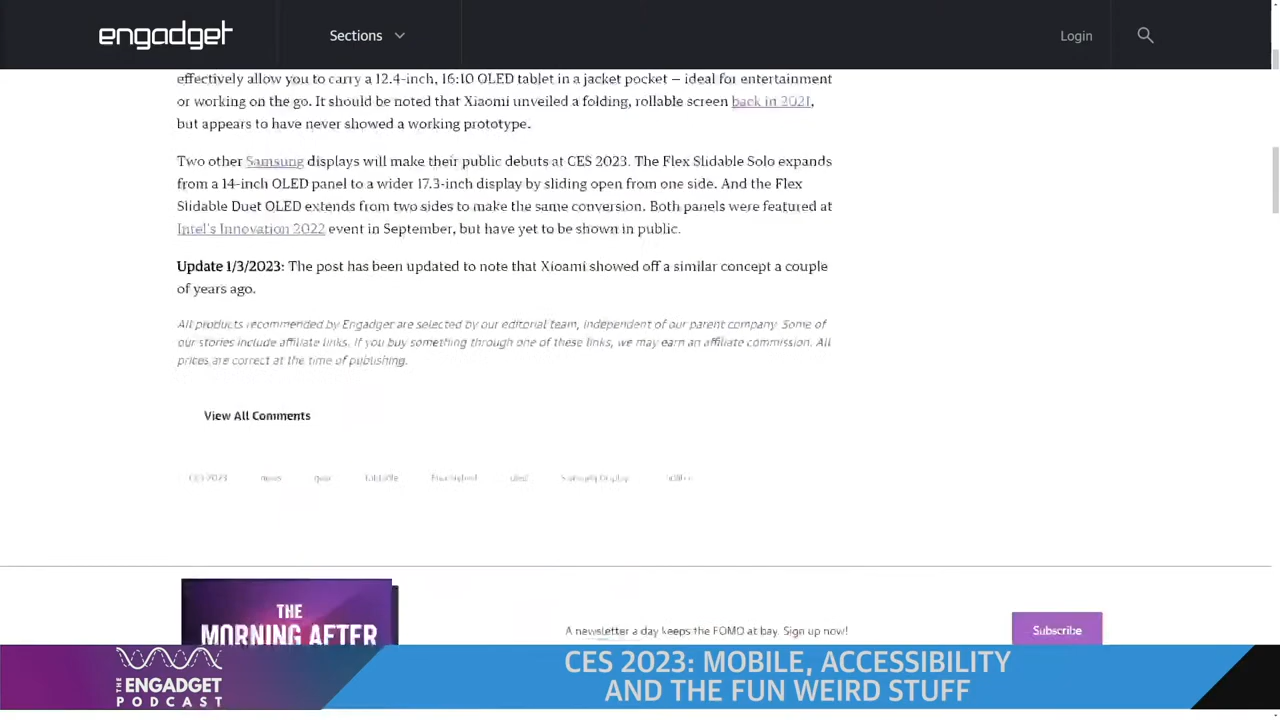 engadget
Sections
Login
effectively allow you to carry a 12.4-inch, 16:10 OLED tablet in a jacket pocket – ideal for entertainment
or working on the go. It should be noted that Xiaomi unveiled a folding, rollable screen back in 2021,
but appears to have never showed a working prototype.
Two other Samsung displays will make their public debuts at CES 2023. The Flex Slidable Solo expands
from a 14-inch OLED panel to a wider 17.3-inch display by sliding open from one side. And the Flex
Slidable Duet OLED extends from two sides to make the same conversion. Both panels were featured at
Intel's Innovation 2022 event in September, but have yet to be shown in public.
Update 1/3/2023: The post has been updated to note that Xioami showed off a similar concept a couple
of years ago.
All products recommended by Engadget are selected by our editorial team, independent of our parent company. Some of
our stories include affiliate links. If you buy something through one of these links, we may earn an affiliate commission. All
prices are correct at the time of publishing.
View All Comments
CES 2023 news gear Samsung Display
THE
MORNING AFTER
A newsletter a day keeps the FOMO at bay. Sign up now!
Subscribe
THE ENGADGET
PODCAST
CES 2023: MOBILE, ACCESSIBILITY
AND THE FUN WEIRD STUFF